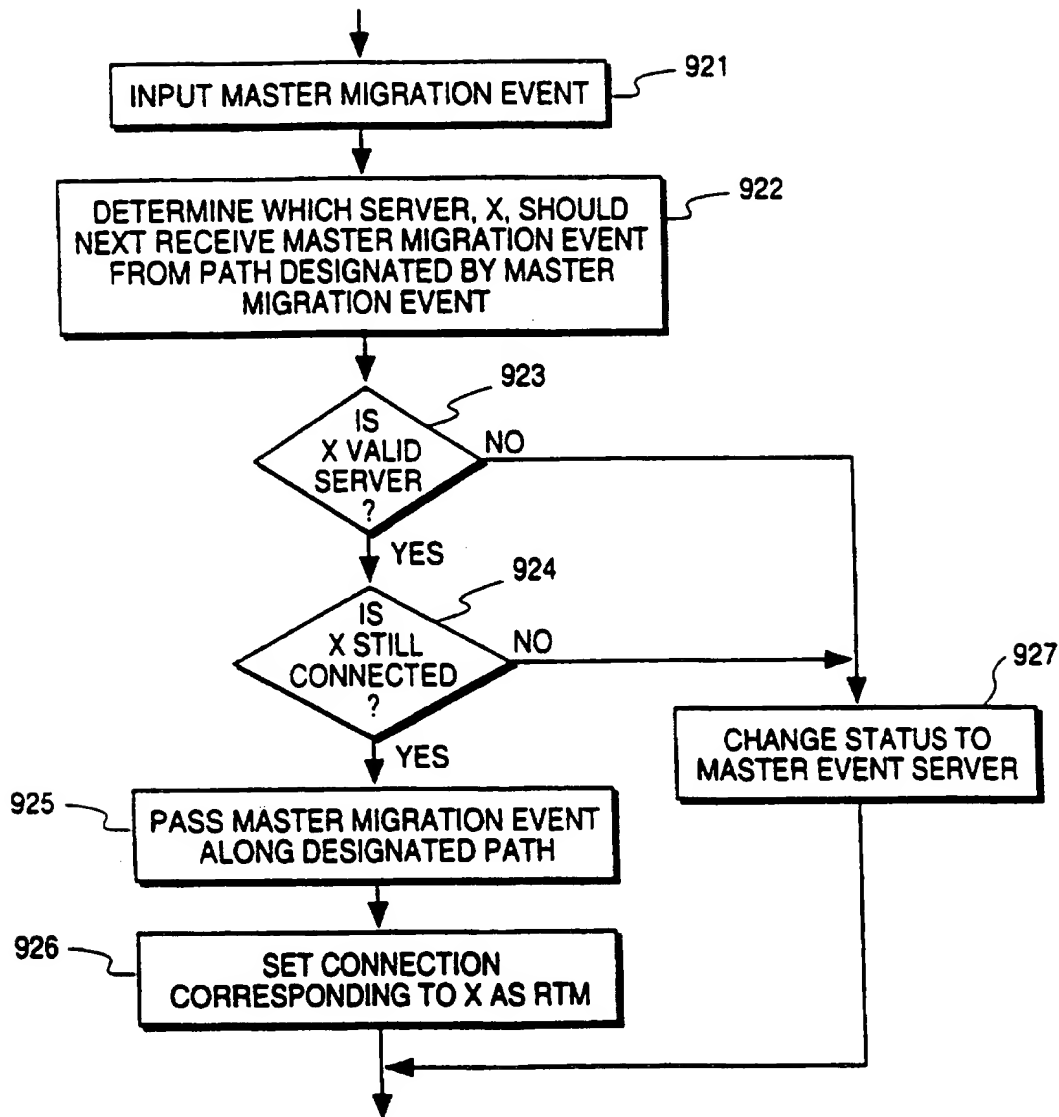 921
INPUT MASTER MIGRATION EVENT
922
DETERMINE WHICH SERVER, X, SHOULD
NEXT RECEIVE MASTER MIGRATION EVENT
FROM PATH DESIGNATED BY MASTER
MIGRATION EVENT
923
IS
X VALID
SERVER
?
NO
YES
924
IS
X STILL
CONNECTED
?
NO
YES
927
CHANGE STATUS TO
MASTER EVENT SERVER
925
PASS MASTER MIGRATION EVENT
ALONG DESIGNATED PATH
926
SET CONNECTION
CORRESPONDING TO X AS RTM